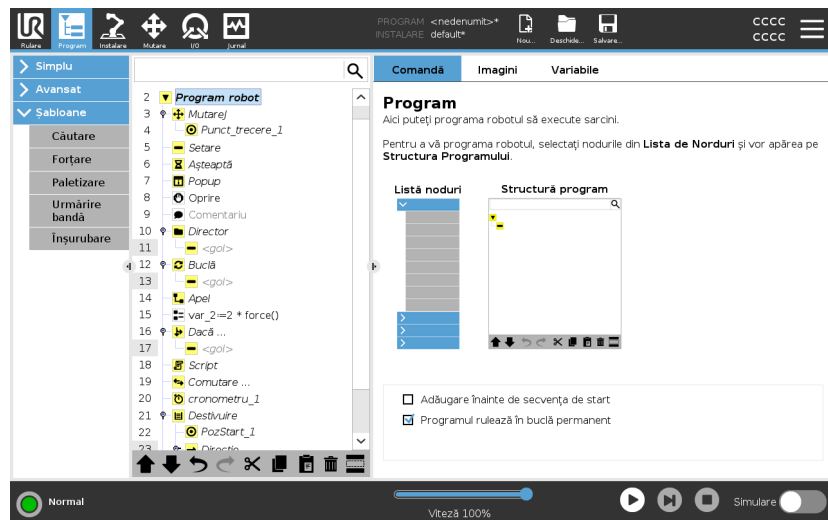 UR
PROGRAM <nedenumit>*
INSTALARE default*
cccc
cccc
Rulare Program Instalare Mutare I/O Jurnal Nou... Deschide... Salvare...
Simplu
Avansat
Șabloane
Căutare
Forțare
Paletizare
Urmărire
bandă
Înșurubare
2 Program robot
3 MutareJ
4 Punct_trecere_1
5 Setare
6 Așteaptă
7 Popup
8 Oprire
9 Comentariu
10 Director
11 <gol>
12 Buclă
13 <gol>
14 Apel
15 var_2≔2 * force()
16 Dacă ...
17 <gol>
18 Script
19 Comutare ...
20 cronometru_1
21 Destivuire
22 PozStart_1
23 Direcție
Comandă Imagini Variabile
Program
Aici puteți programa robotul să execute sarcini.
Pentru a vă programa robotul, selectați nodurile din Lista de Norduri și vor apărea pe
Structura Programului.
Listă noduri Structură program
Adăugare înainte de secvența de start
Programul rulează în buclă permanent
Normal
Viteză 100%
Simulare